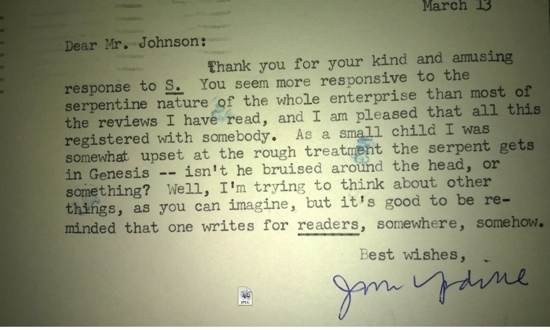 March 13
Dear Mr. Johnson:
Thank you for your kind and amusing
response to S. You seem more responsive to the
serpentine nature of the whole enterprise than most of
the reviews I have read, and I am pleased that all this
registered with somebody. As a small child I was
somewhat upset at the rough treatment the serpent gets
in Genesis -- isn't he bruised around the head, or
something? Well, I'm trying to think about other
things, as you can imagine, but it's good to be re-
minded that one writes for readers, somewhere, somehow.
Best wishes,
John Updike